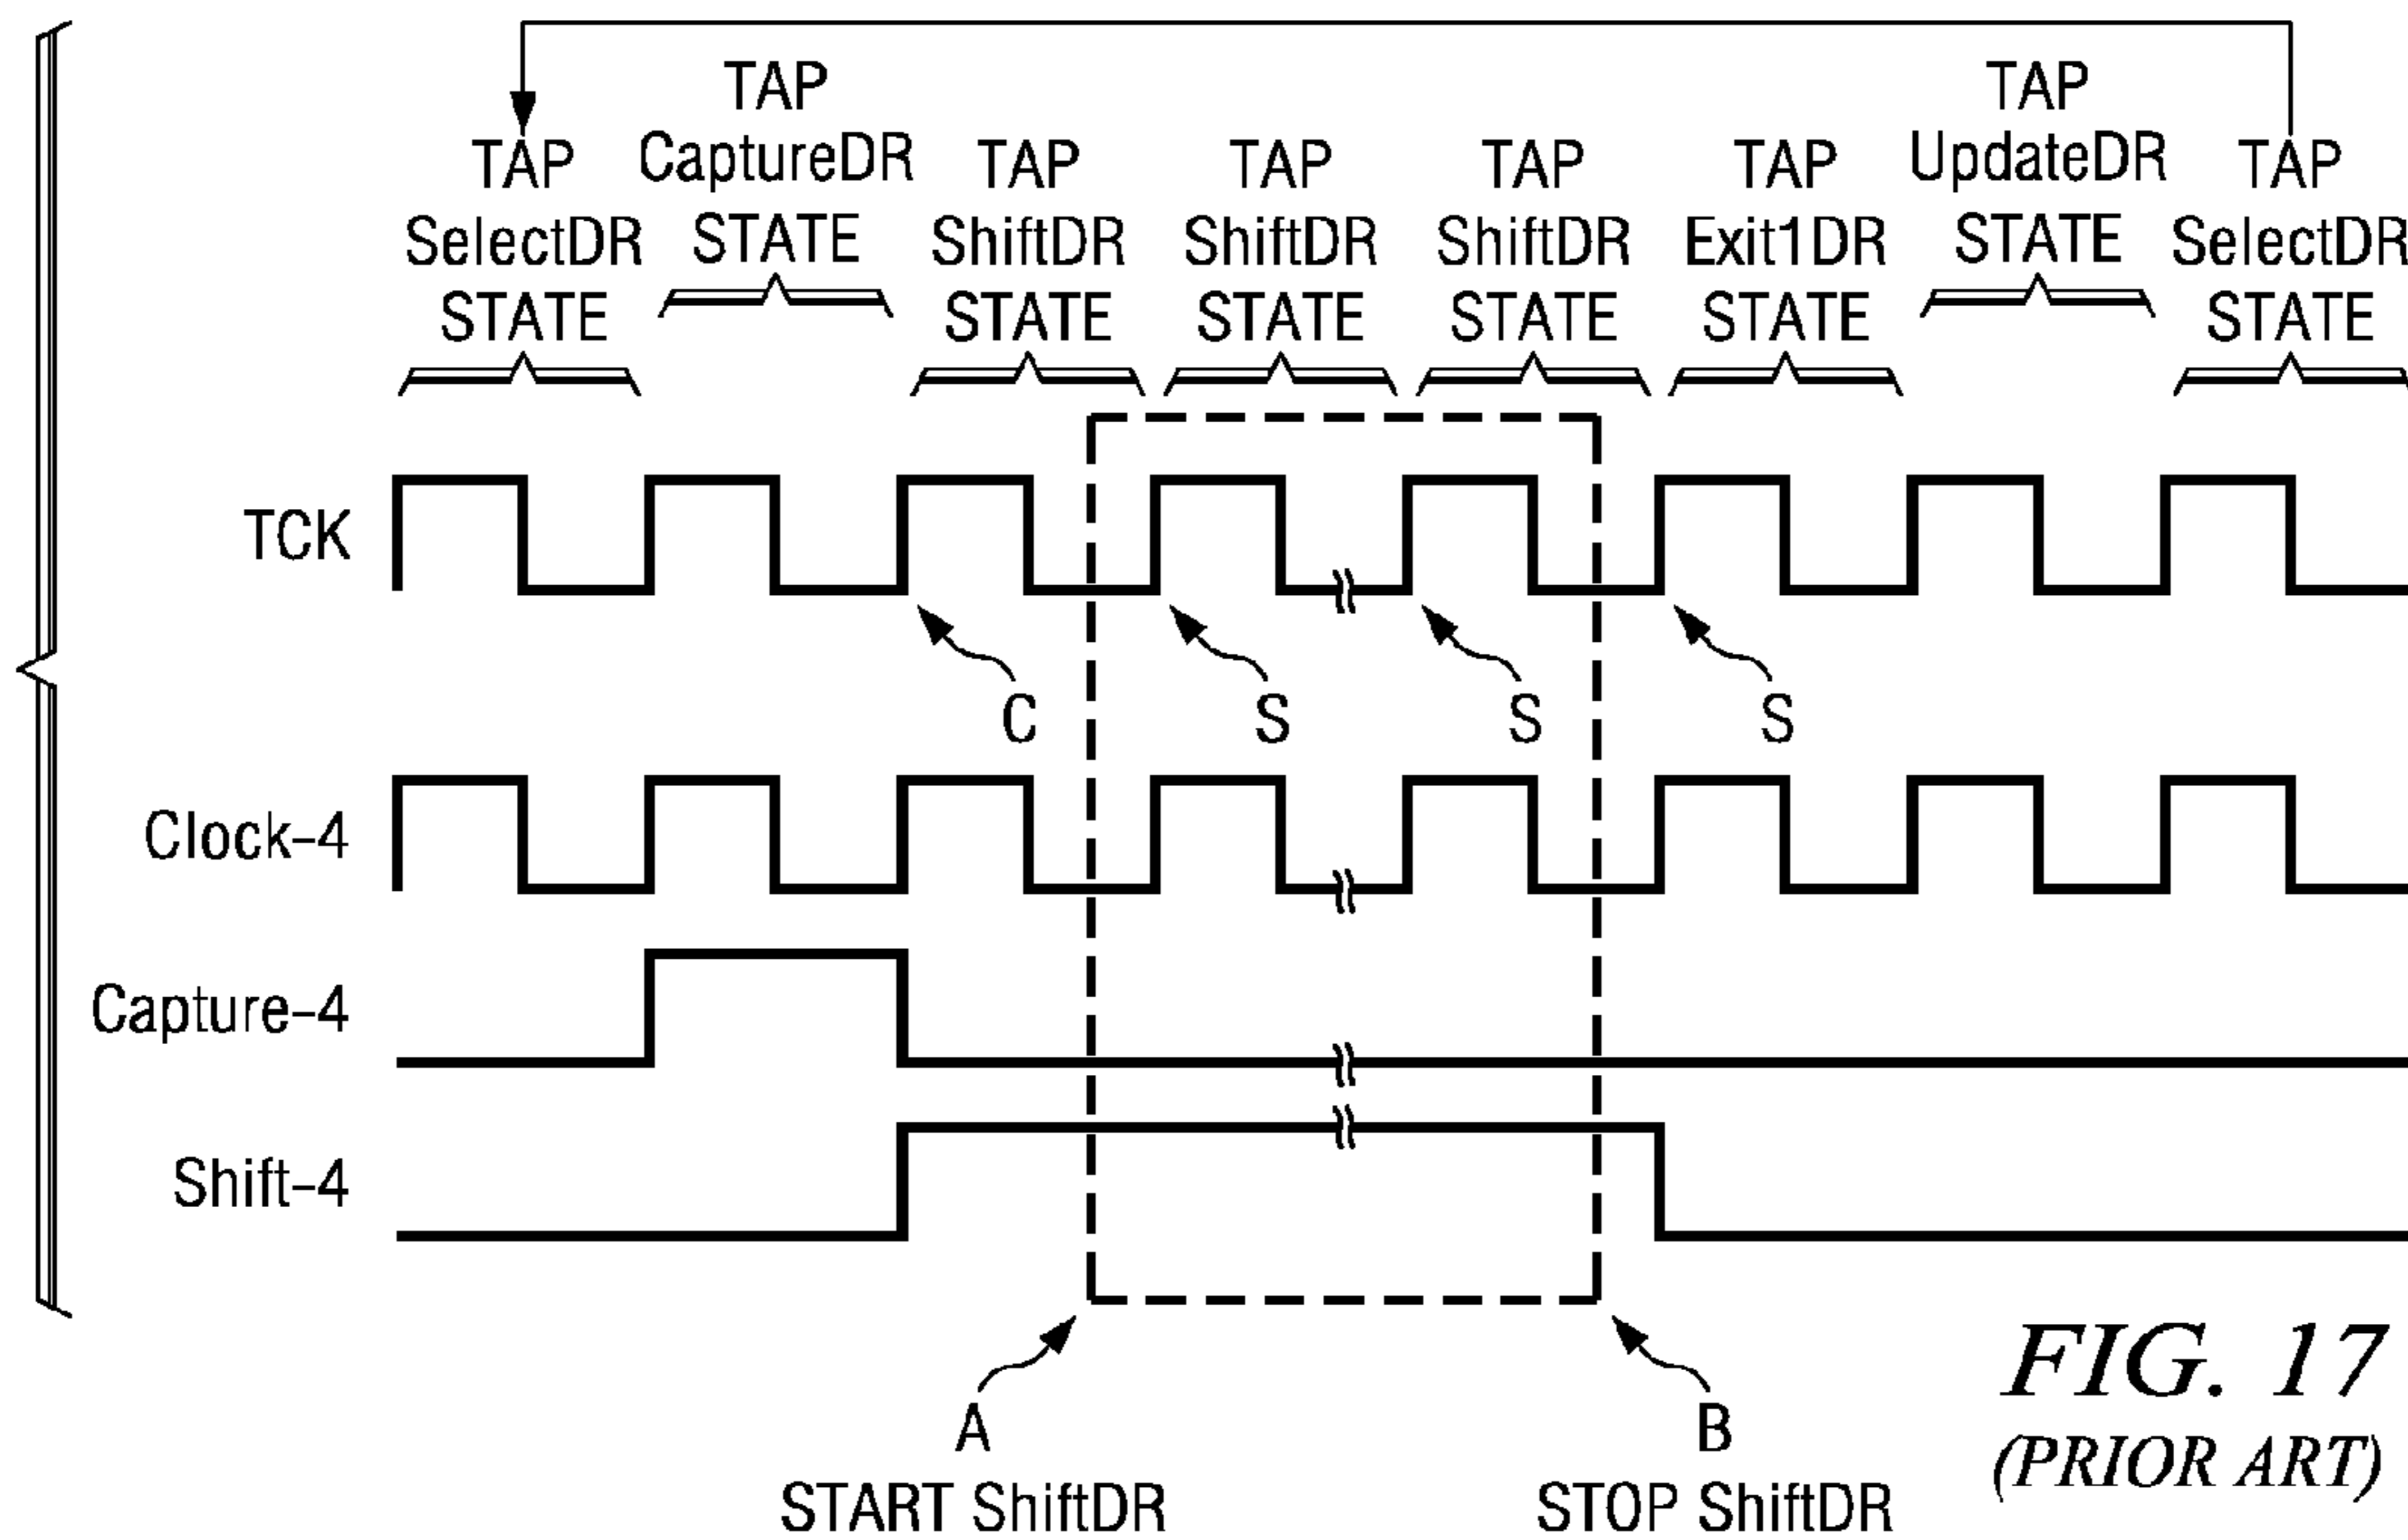 TAP
SelectDR
STATE
TAP
CaptureDR
STATE
TAP
ShiftDR
STATE
TAP
ShiftDR
STATE
TAP
ShiftDR
STATE
TAP
Exit1DR
STATE
TAP
UpdateDR
STATE
TAP
SelectDR
STATE
TCK
C
S
S
S
Clock-4
Capture-4
Shift-4
A
START ShiftDR
B
STOP ShiftDR
FIG. 17
(PRIOR ART)